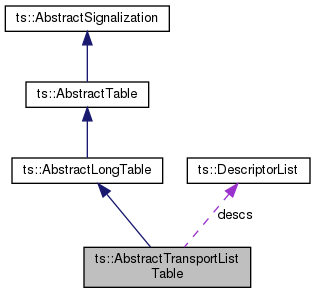 ts::AbstractSignalization
ts::AbstractTable
ts::AbstractLongTable
ts::DescriptorList
descs
ts::AbstractTransportList
Table